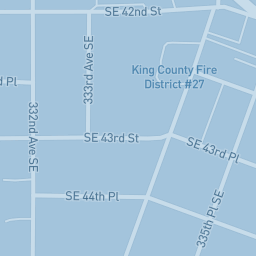 SE 42nd St
333rd Ave SE
King County Fire
District #27
Pl
332nd Ave SE
SE 43rd St
SE 43rd Pl
SE 44th Pl
335th Pl SE